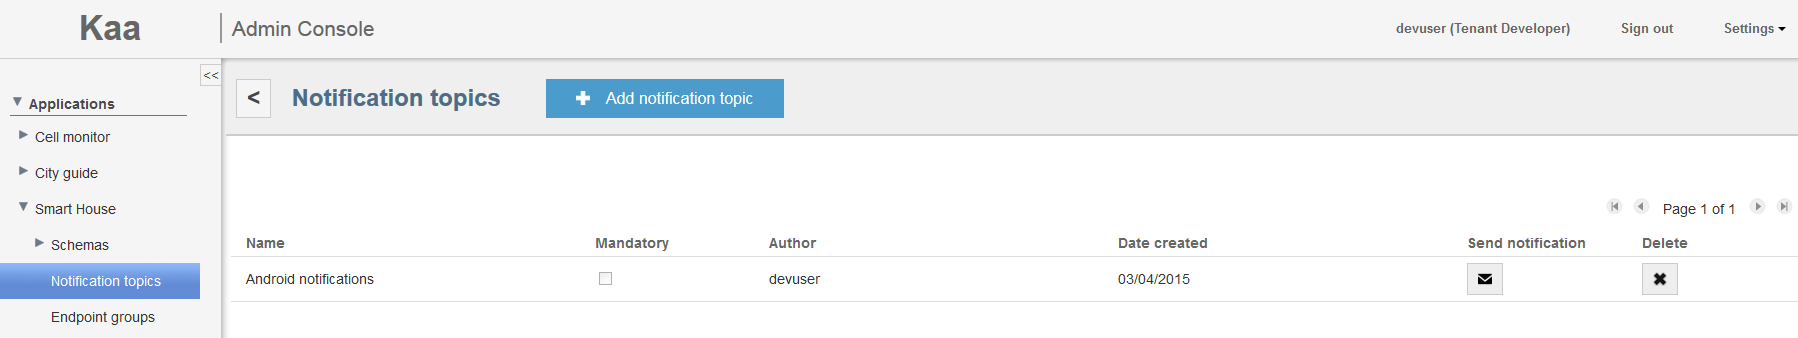 Kaa
Admin Console
devuser (Tenant Developer)
Sign out
Settings
<<
Applications
Cell monitor
City guide
Smart House
Schemas
Notification topics
Endpoint groups
<
Notification topics
Add notification topic
Page 1 of 1
Name Mandatory Author Date created Send notification Delete
Android notifications devuser 03/04/2015